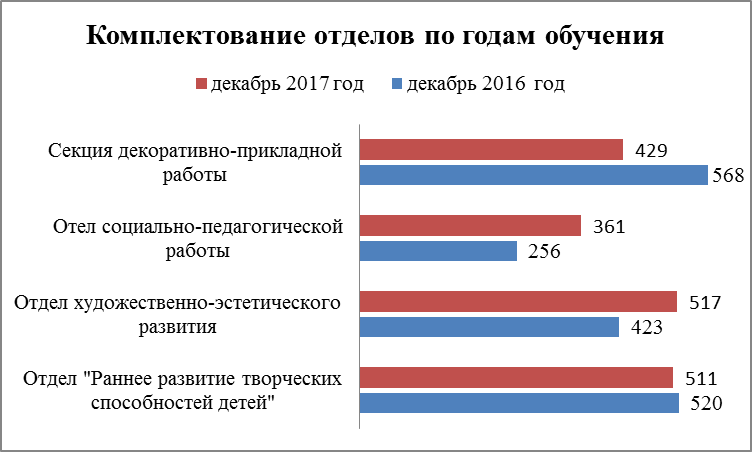 Комплектование отделов по годам обучения
декабрь 2017 год декабрь 2016 год
Секция декоративно-прикладной
работы
429
568
Отел социально-педагогической
работы
361
256
Отдел художественно-эстетического
развития
517
423
Отдел "Раннее развитие творческих
способностей детей"
511
520